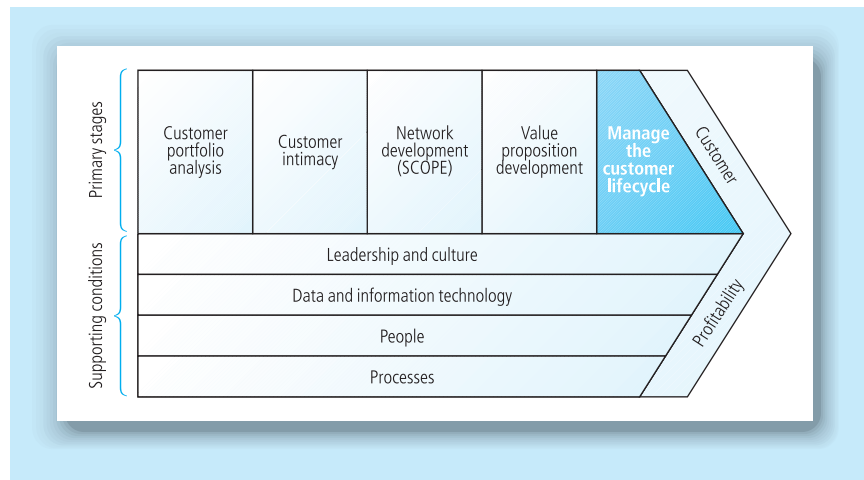 Primary stages
Customer
portfolio
analysis
Customer
intimacy
Network
development
(SCOPE)
Value
proposition
development
Manage
the
customer
lifecycle
Customer
Supporting conditions
Leadership and culture
Data and information technology
People
Processes
Profitability